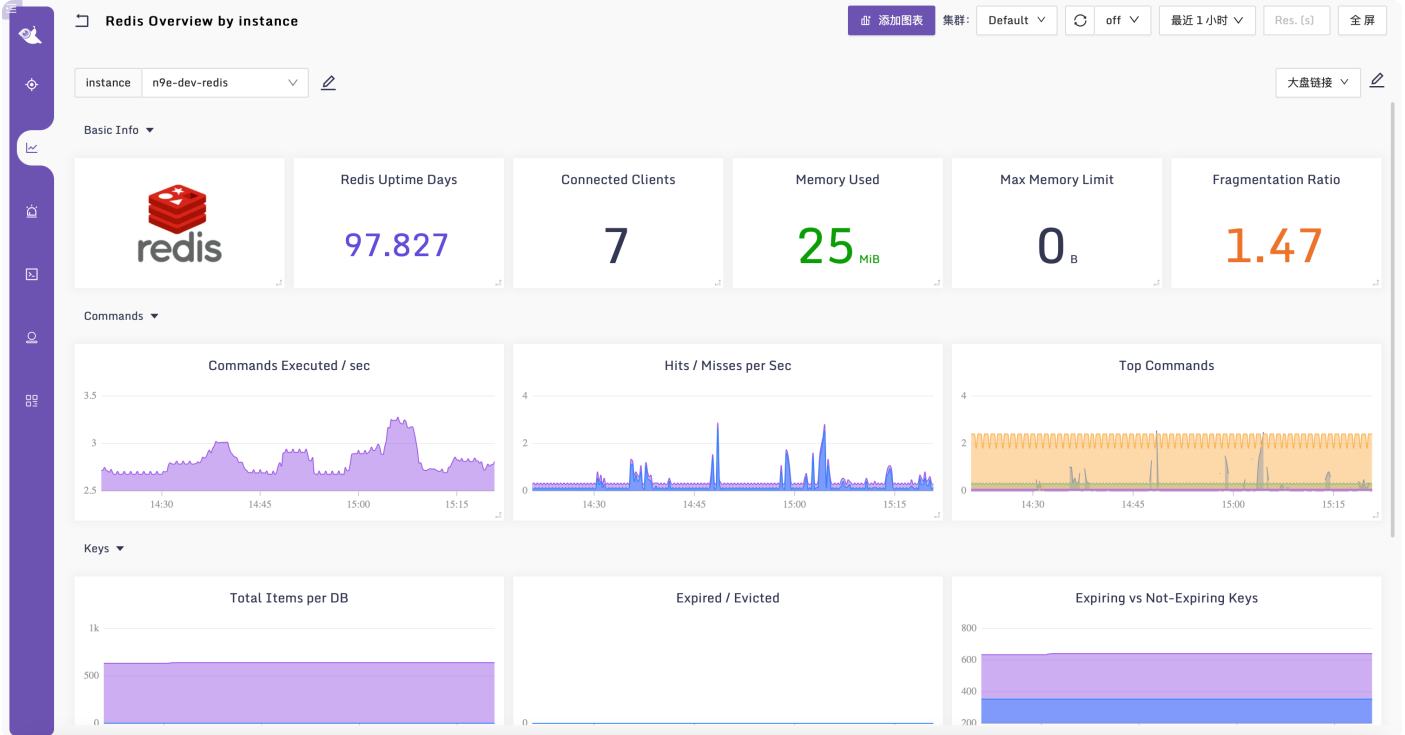 Redis Overview by instance
添加图表 集群: Default off 最近 1 小时 Res. (s) 全屏
instance n9e-dev-redis 大盘链接
Basic Info
redis
Redis Uptime Days
97.827
Connected Clients
7
Memory Used
25 MiB
Max Memory Limit
0 B
Fragmentation Ratio
1.47
Commands
Commands Executed / sec
3.5
3
2.5
14:30 14:45 15:00 15:15
Hits / Misses per Sec
4
2
0
14:30 14:45 15:00 15:15
Top Commands
4
2
0
14:30 14:45 15:00 15:15
Keys
Total Items per DB
1k
500
0
Expired / Evicted
0
Expiring vs Not-Expiring Keys
800
600
400
200